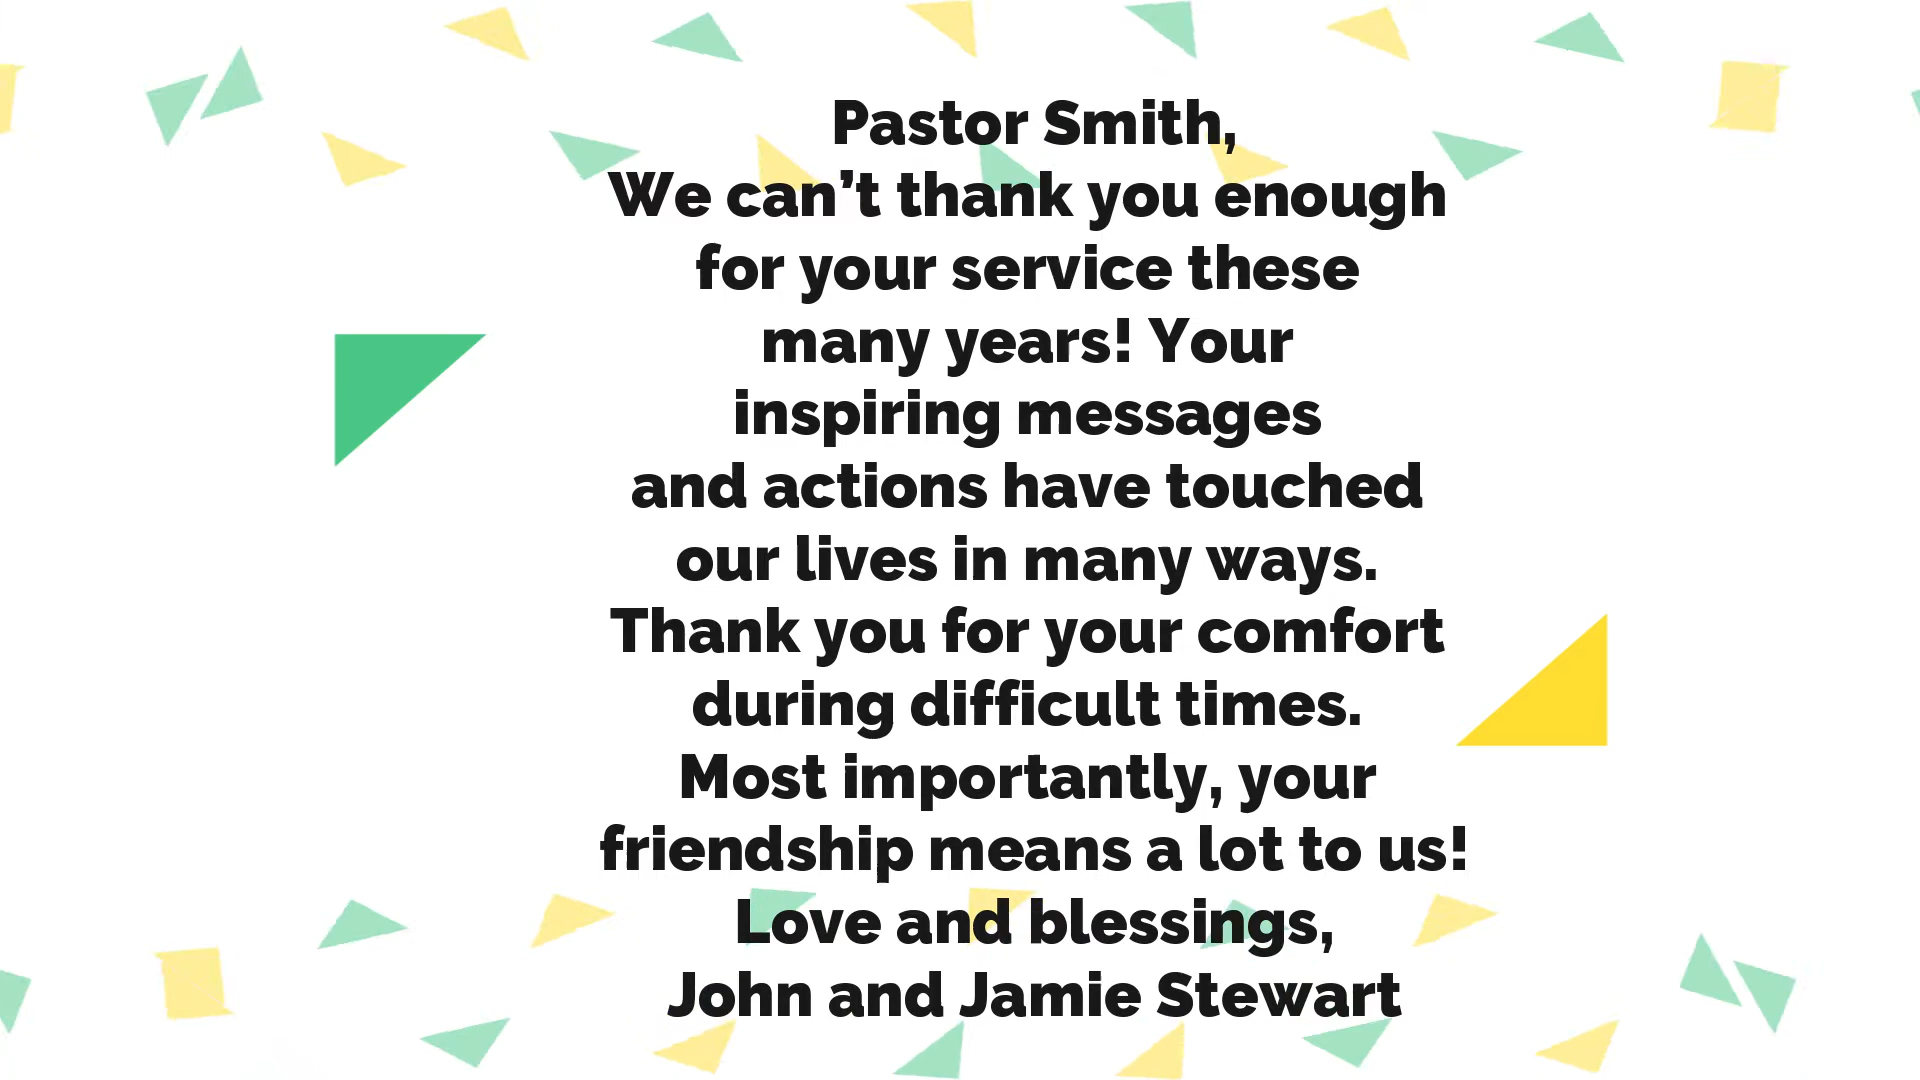 Pastor Smith,
We can’t thank you enough
for your service these
many years! Your
inspiring messages
and actions have touched
our lives in many ways.
Thank you for your comfort
during difficult times.
Most importantly, your
friendship means a lot to us!
Love and blessings,
John and Jamie Stewart